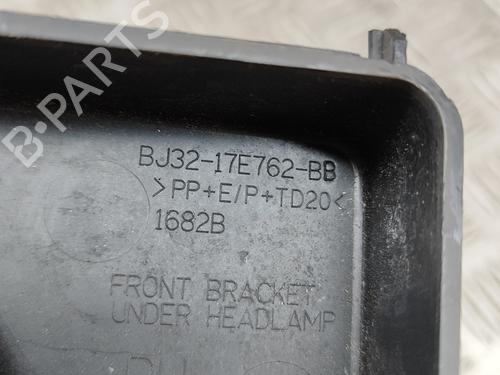 B-PARTS
BJ32-17E762-BB
>PP+E/P+TD20<
1682B
FRONT BRACKET
UNDER HEADLAMP